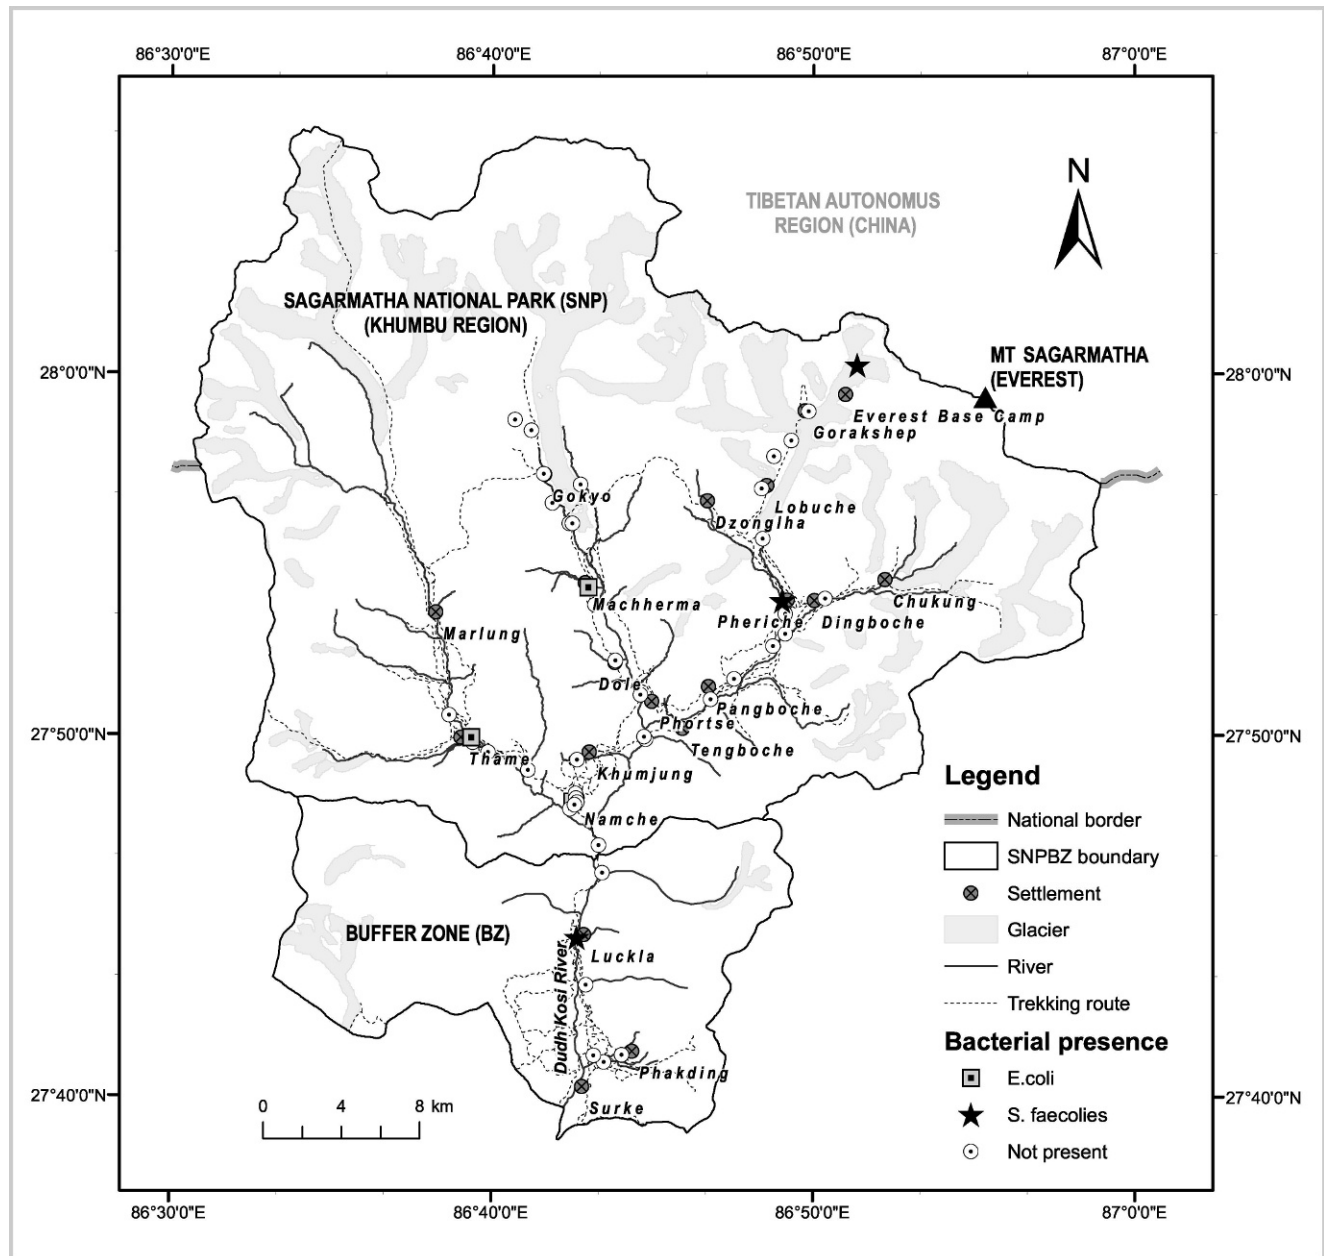 86°30'0"E
86°40'0"E
86°50'0"E
87°0'0"E
N
TIBETAN AUTONOMUS
REGION (CHINA)
SAGARMATHA NATIONAL PARK (SNP)
(KHUMBU REGION)
MT SAGARMATHA
(EVEREST)
28°0'0"N
28°0'0"N
Everest Base Camp
Gorakshep
Gokyo
Lobuche
Dzonglha
Machherma
Chukung
Pheriche
Dingboche
Marlung
Dole
Pangboche
Phortse
Tengboche
27°50'0"N
27°50'0"N
Thame
Khumjung
Namche
Legend
National border
SNPBZ boundary
Settlement
Glacier
River
Trekking route
BUFFER ZONE (BZ)
Luckla
Dudh Kosi River
Phakding
Surke
27°40'0"N
27°40'0"N
Bacterial presence
E.coli
S. faecolies
Not present
0 4 8 km
86°30'0"E
86°40'0"E
86°50'0"E
87°0'0"E